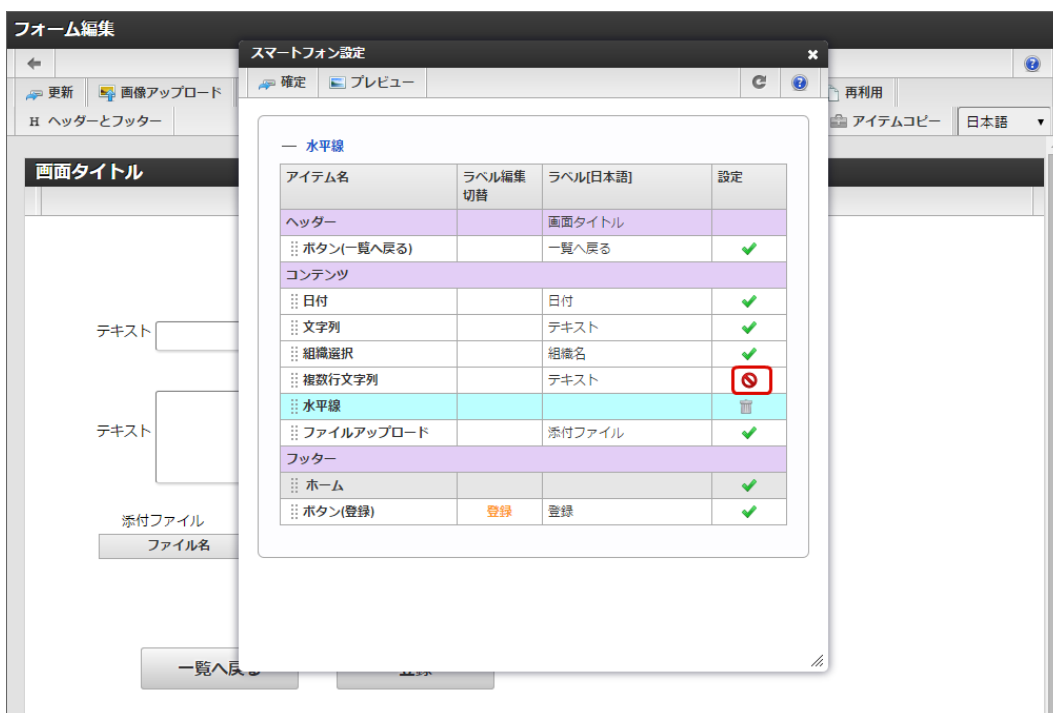 フォーム編集
スマートフォン設定
確定 プレビュー
更新 画像アップロード 再利用
H ヘッダーとフッター アイテムコピー 日本語
画面タイトル
水平線
アイテム名 ラベル編集切替 ラベル[日本語] 設定
ヘッダー 画面タイトル
ボタン(一覧へ戻る) 一覧へ戻る
コンテンツ
日付 日付
文字列 テキスト
組織選択 組織名
複数行文字列 テキスト
水平線
ファイルアップロード 添付ファイル
フッター
ホーム
ボタン(登録) 登録 登録
テキスト
テキスト
添付ファイル
ファイル名
一覧へ戻る
登録